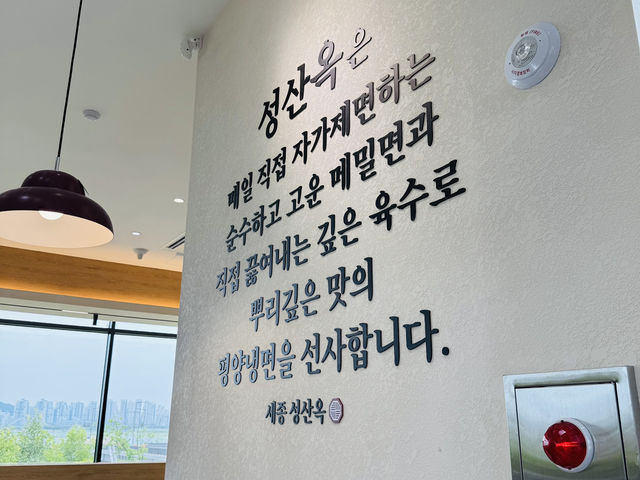 성산옥은
매일 직접 자가제면하는
순수하고 고운 메밀면과
직접 끓여내는 깊은 육수로
뿌리깊은 맛의
평양냉면을 선사합니다.
세종 성산옥